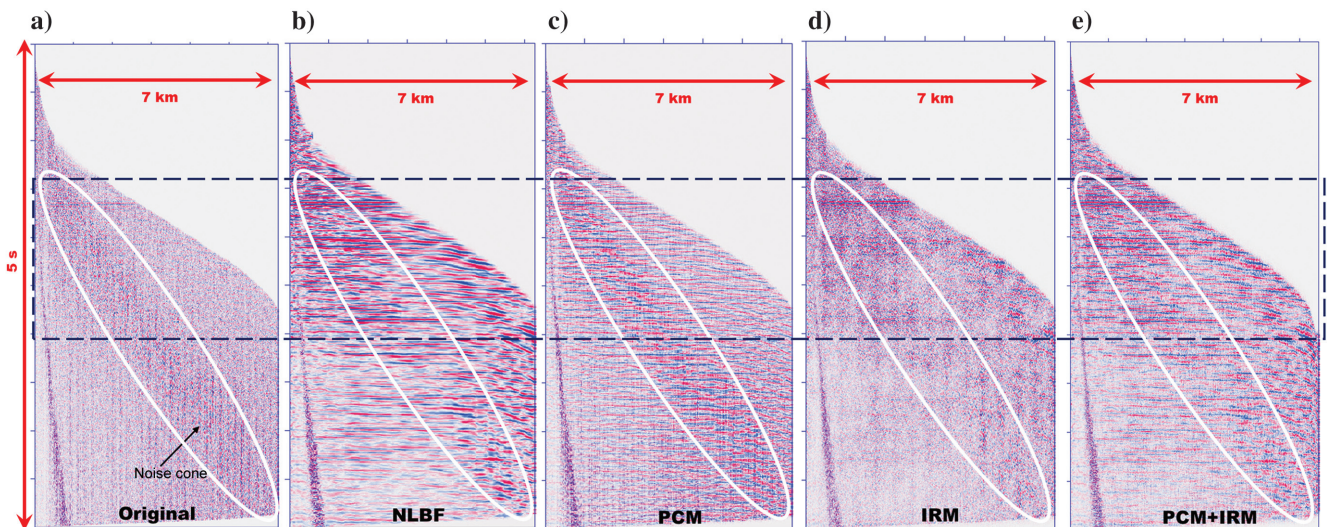 a)
b)
c)
d)
e)
7 km
7 km
7 km
7 km
7 km
5 s
Noise cone
Original
NLBF
PCM
IRM
PCM+IRM